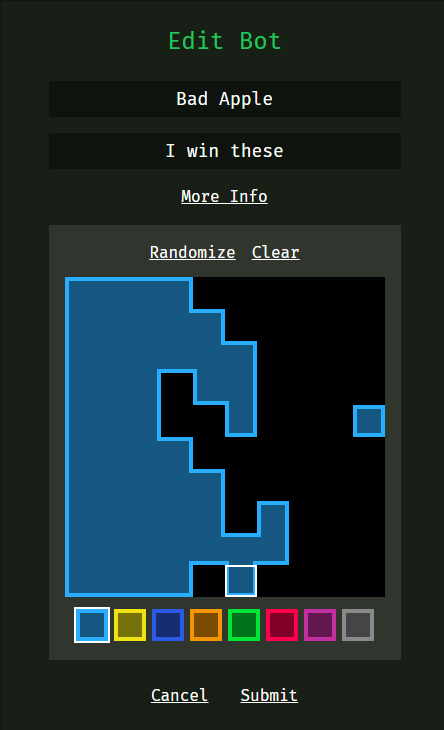 Edit Bot
Bad Apple
I win these
More Info
Randomize Clear
Cancel Submit